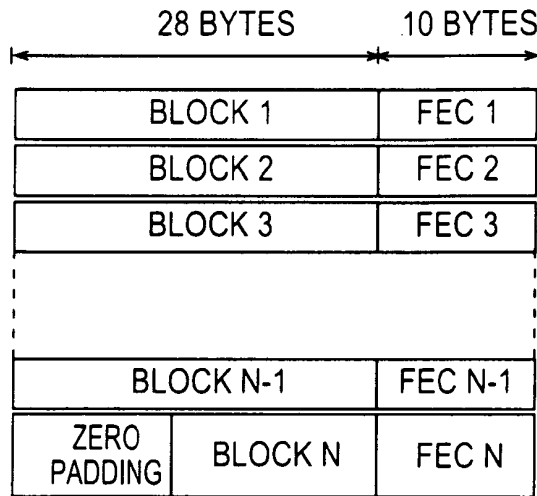 28 BYTES 10 BYTES
BLOCK 1 FEC 1
BLOCK 2 FEC 2
BLOCK 3 FEC 3
BLOCK N-1 FEC N-1
ZERO PADDING BLOCK N FEC N